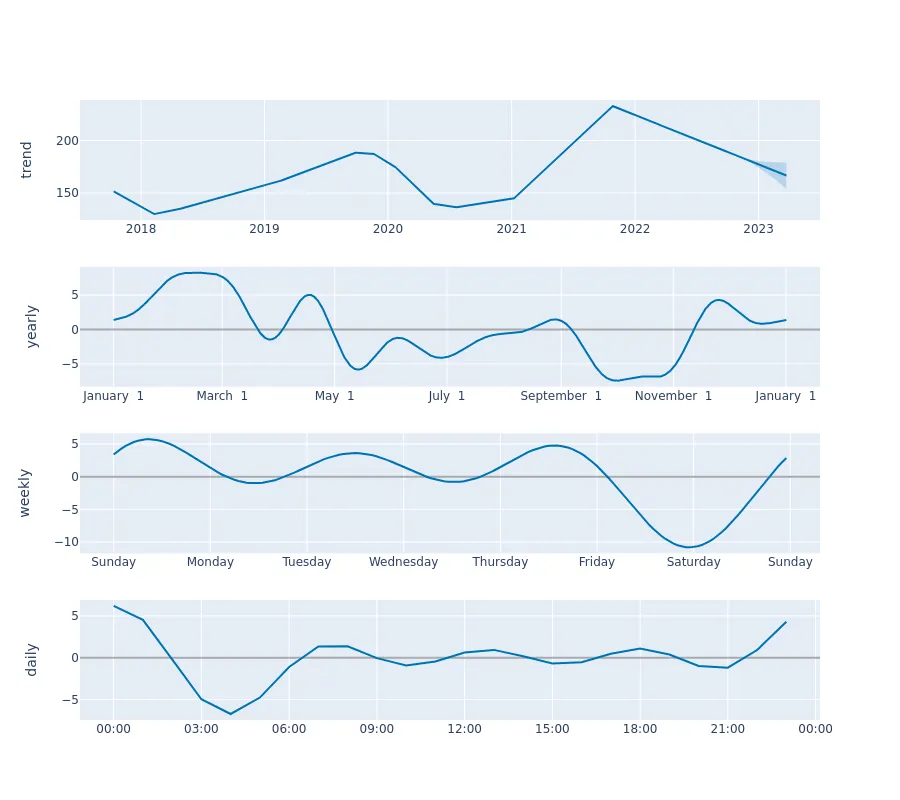 trend
200
150
2018 2019 2020 2021 2022 2023
yearly
5
0
−5
January 1 March 1 May 1 July 1 September 1 November 1 January 1
weekly
5
0
−5
−10
Sunday Monday Tuesday Wednesday Thursday Friday Saturday Sunday
daily
5
0
−5
00:00 03:00 06:00 09:00 12:00 15:00 18:00 21:00 00:00